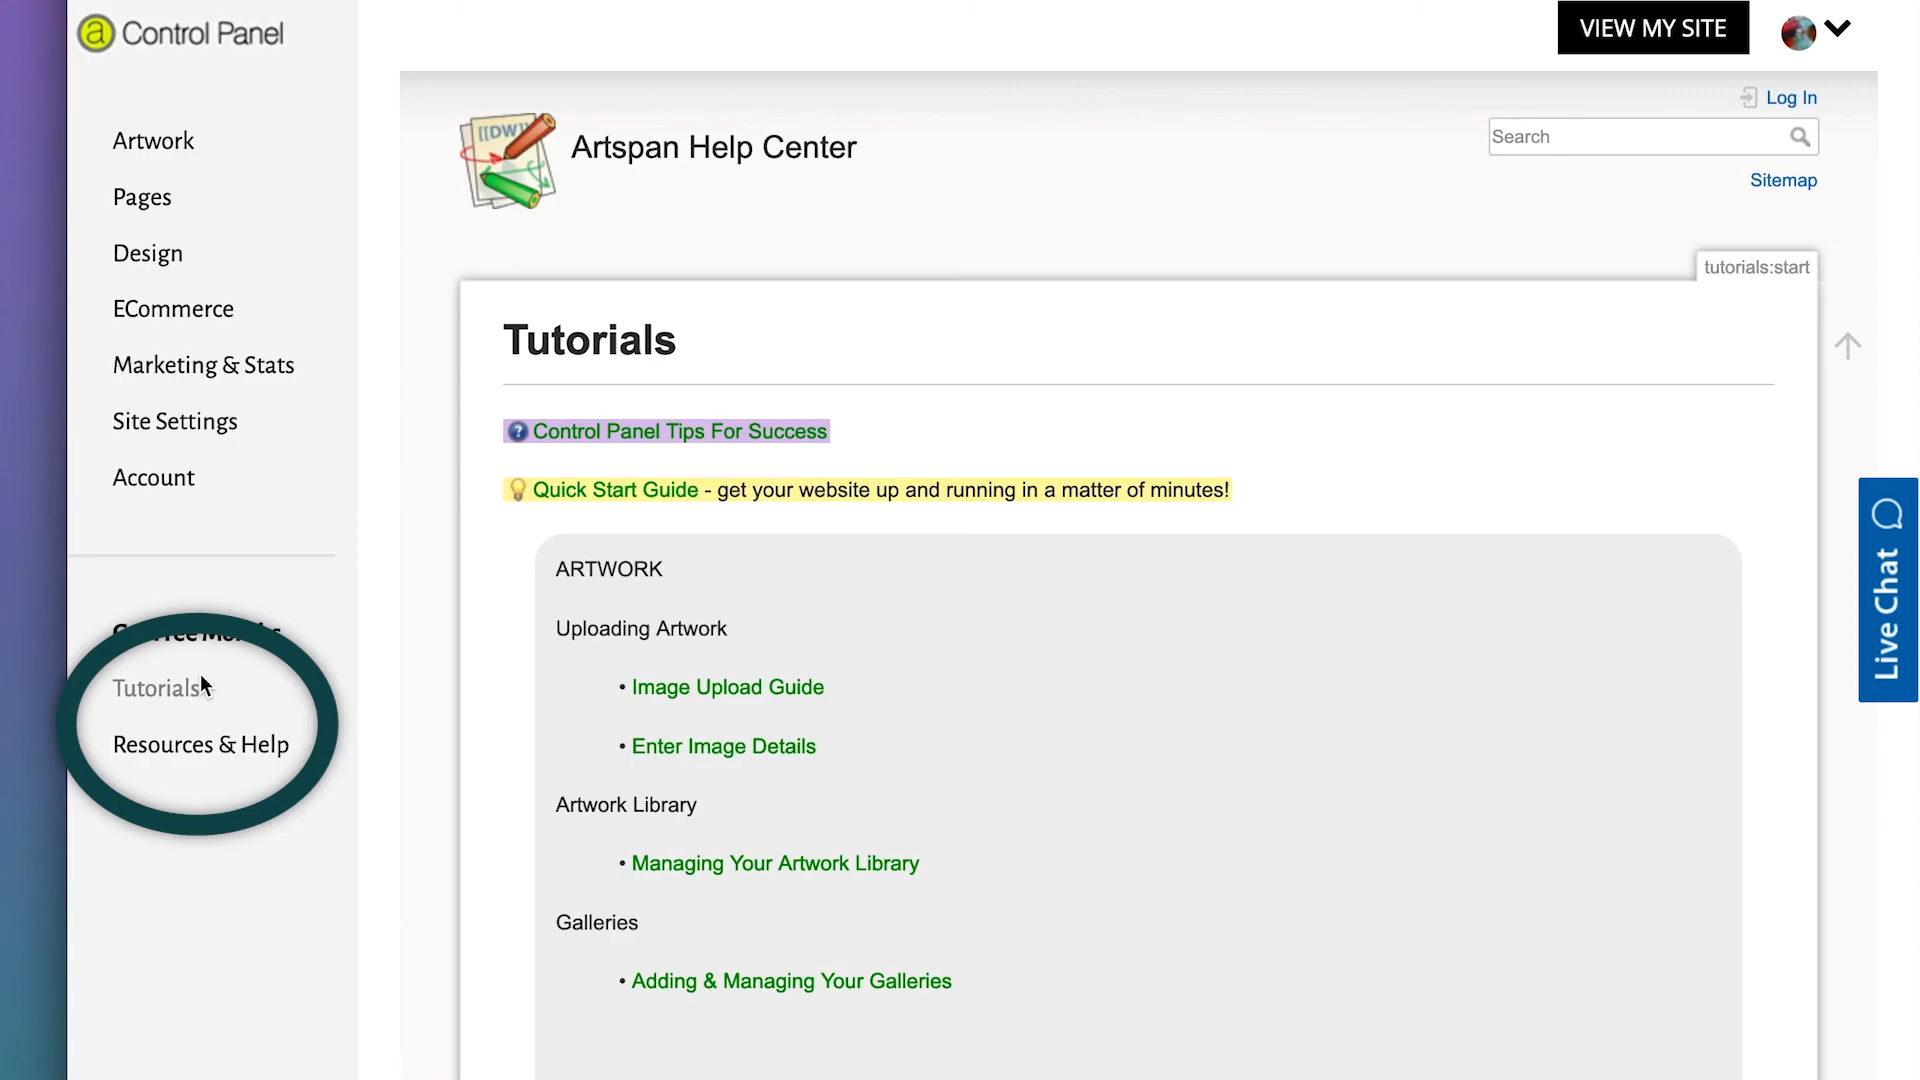 a Control Panel
VIEW MY SITE
Artwork
Pages
Design
ECommerce
Marketing & Stats
Site Settings
Account
Tutorials
Resources & Help
Log In
[[DW]]
Artspan Help Center
Search
Sitemap
tutorials:start
Tutorials
? Control Panel Tips For Success
Quick Start Guide - get your website up and running in a matter of minutes!
ARTWORK
Uploading Artwork
• Image Upload Guide
• Enter Image Details
Artwork Library
• Managing Your Artwork Library
Galleries
• Adding & Managing Your Galleries
Live Chat